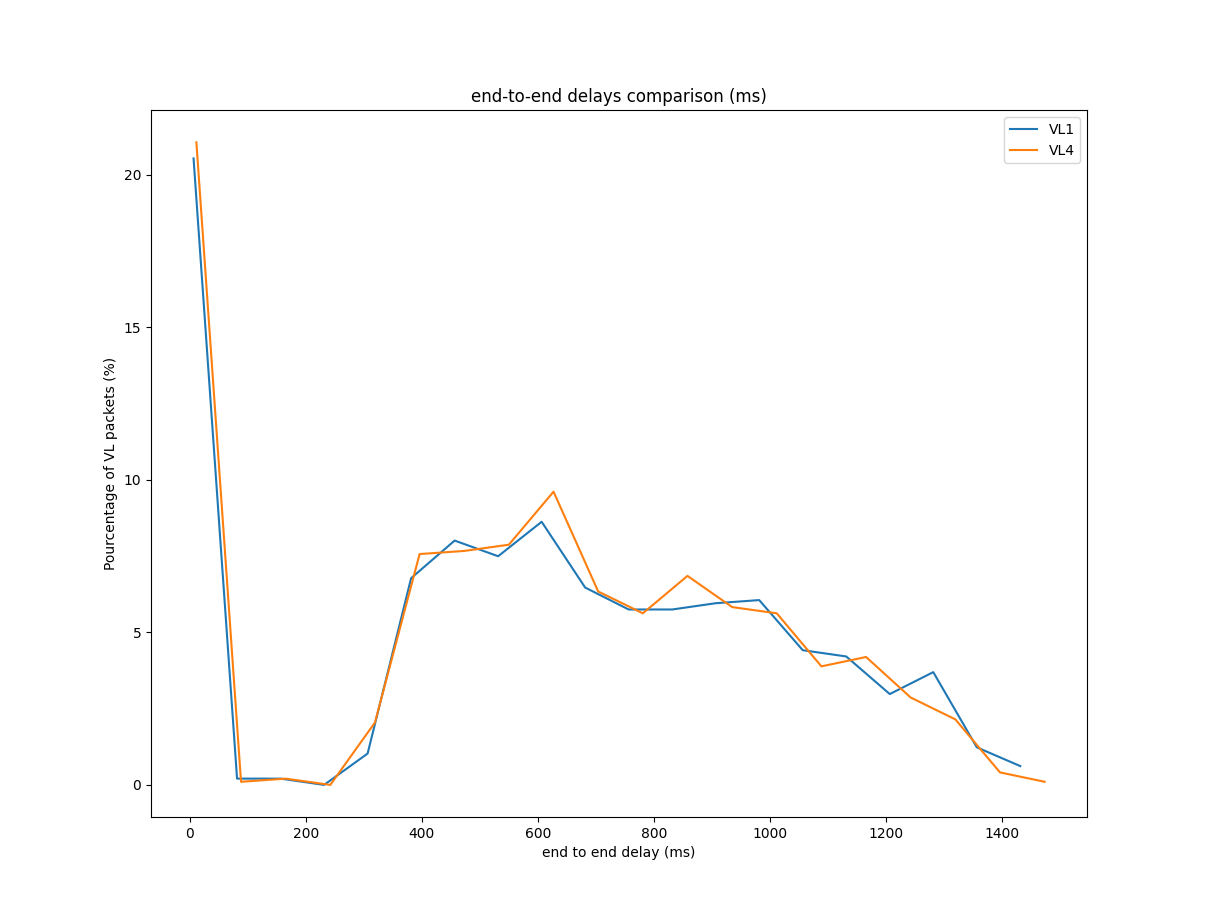 end-to-end delays comparison (ms)
VL1
VL4
20
15
10
5
0
Pourcentage of VL packets (%)
0 200 400 600 800 1000 1200 1400
end to end delay (ms)